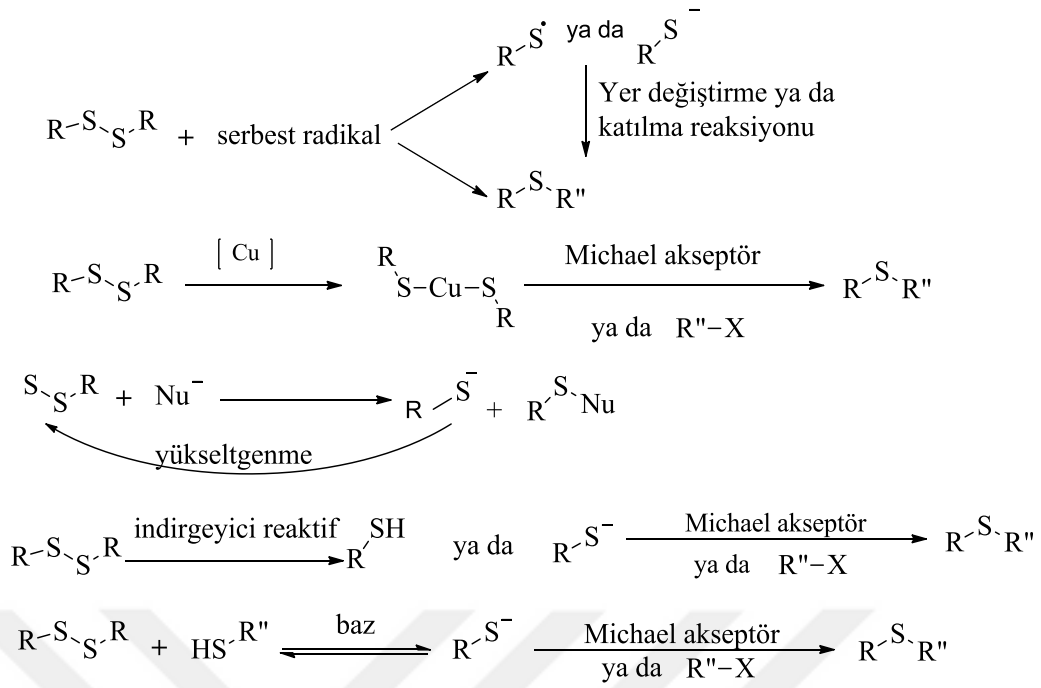 R-S-S-R + serbest radikal
R-S• ya da R-S⁻
Yer değiştirme ya da
katılma reaksiyonu
R-S-R"
R-S-S-R [ Cu ] R-S-Cu-S-R Michael akseptör R-S-R"
ya da R"-X
S-S-R + Nu⁻ R-S⁻ + R-S-Nu
yükseltgenme
R-S-S-R indirgeyici reaktif R-SH ya da R-S⁻ Michael akseptör R-S-R"
ya da R"-X
R-S-S-R + HS-R" baz R-S⁻ Michael akseptör R-S-R"
ya da R"-X